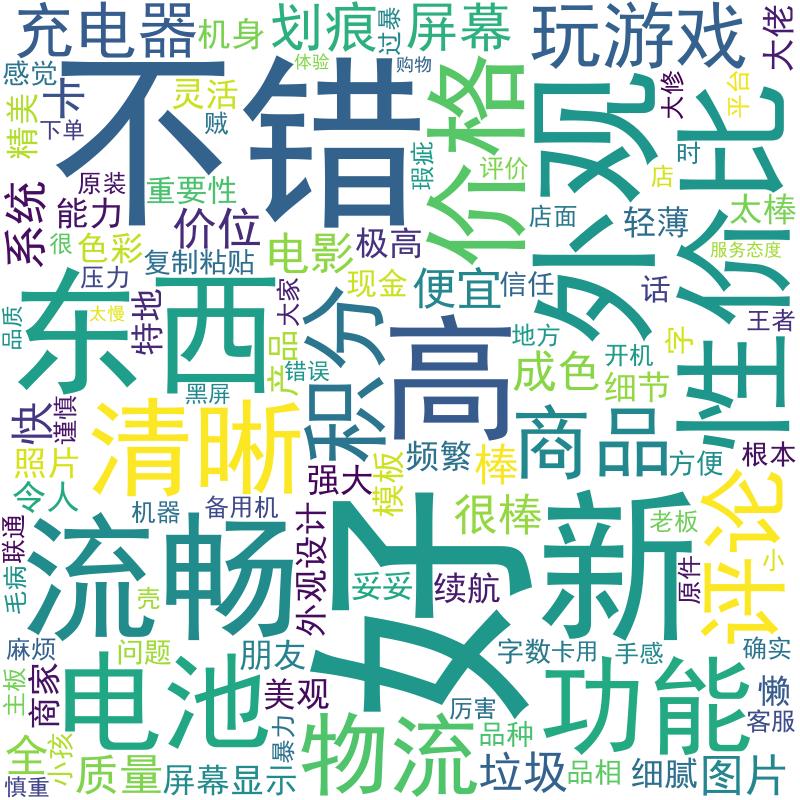 充电器
机身
划痕
过暴
屏幕
玩游戏
大佬
感觉
卡
灵活
体验
购物
精美
下单
贼
不错
价格
外观
大修
平台
性价比
时
原装
重要性
瑕疵
评价
店
系统
能力
价位
店面
轻薄
太棒
很
色彩
电影
极高
服务态度
复制粘贴
压力
现金
便宜
信任
话
东西
特地
大家
积分
高
地方
王者
品质
太慢
产品
错误
开机
字
成色
细节
黑屏
快
谨慎
清晰
商品
照片
强大
模板
频繁
棒
方便
根本
令人
机器
备用机
很棒
新
老板
评论
联通
流畅
外观设计
好
原件
小
毛病
妥妥
续航
壳
麻烦
问题
朋友
字数
卡用
手感
确实
主板
商家
电池
美观
厉害
功能
懒
客服
全
小孩
暴力
物流
品种
慎重
质量
屏幕显示
垃圾
品相
细腻
图片